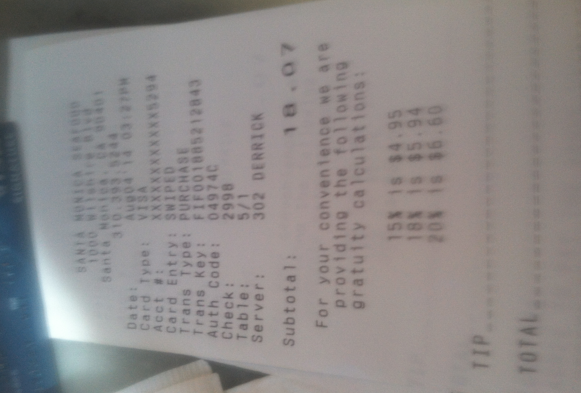 SANTA MONICA SEAFOOD
1000 Wilshire Blvd
Santa Monica, CA 90401
310.393.5244
Date: Aug04'14 03:27PM
Card Type: VISA
Acct #: XXXXXXXXXXXX5294
Card Entry: SWIPED
Trans Type: PURCHASE
Trans Key: FIF001885212843
Auth Code: 04974C
Check: 2998
Table: 5/1
Server: 302 DERRICK
Subtotal: 18.07
For your convenience we are
providing the following
gratuity calculations:
15% is $4.95
18% is $5.94
20% is $6.60
TIP
TOTAL